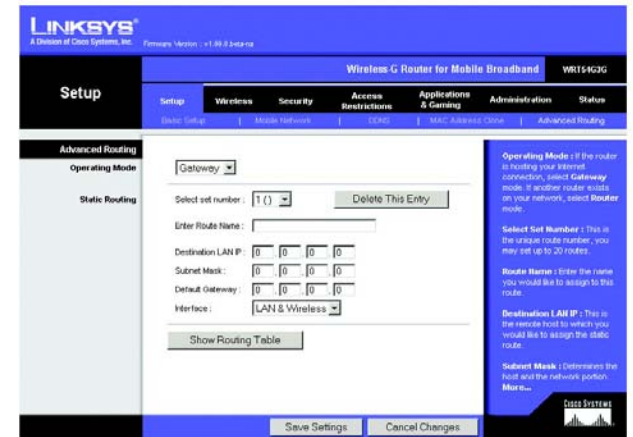 LINKSYS®
A Division of Cisco Systems, Inc.
Firmware Version : v1.00.0
Wireless-G Router for Mobile Broadband
WRT54G3G
Setup
Setup
Wireless
Security
Access Restrictions
Applications & Gaming
Administration
Status
Basic Setup | Mobile Network | DDNS | MAC Address Clone | Advanced Routing
Advanced Routing
Operating Mode
Gateway
Static Routing
Select set number :
1 ()
Delete This Entry
Enter Route Name :
Destination LAN IP :
0 . 0 . 0 . 0
Subnet Mask :
0 . 0 . 0 . 0
Default Gateway :
0 . 0 . 0 . 0
Interface :
LAN & Wireless
Show Routing Table
Operating Mode : If the router
is hosting your Internet
connection, select Gateway
mode. If another router exists
on your network, select Router
mode.
Select Set Number : This is
the unique route number, you
may set up to 20 routes.
Route Name : Enter the name
you would like to assign to this
route.
Destination LAN IP : This is
the remote host to which you
would like to assign the static
route.
Subnet Mask : Determines the
host and the network portion.
More...
Save Settings
Cancel Changes
CISCO SYSTEMS